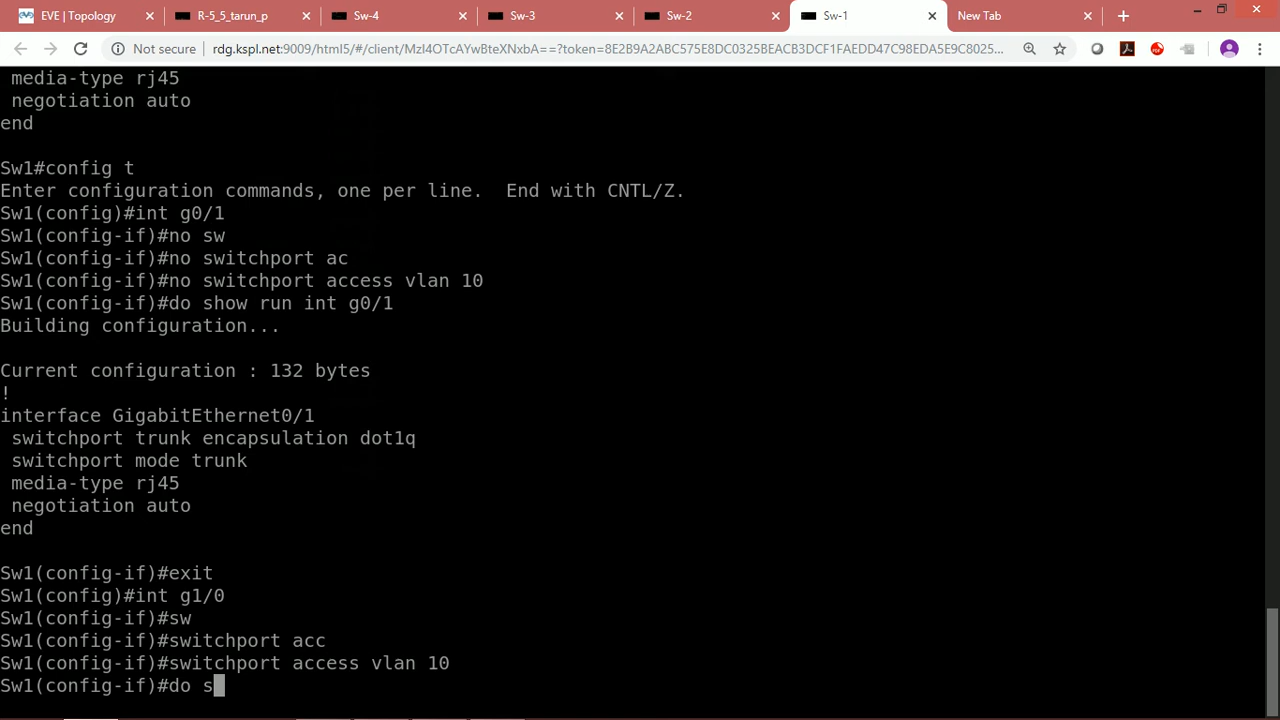 EVE | Topology
R-5_5_tarun_p
Sw-4
Sw-3
Sw-2
Sw-1
New Tab
Not secure
rdg.kspl.net:9009/html5/#/client/MzI4OTcAYwBteXNxbA==?token=8E2B9A2ABC575E8DC0325BEACB3DCF1FAEDD47C98EDA5E9C8025...
media-type rj45
negotiation auto
end
Sw1#config t
Enter configuration commands, one per line.  End with CNTL/Z.
Sw1(config)#int g0/1
Sw1(config-if)#no sw
Sw1(config-if)#no switchport ac
Sw1(config-if)#no switchport access vlan 10
Sw1(config-if)#do show run int g0/1
Building configuration...
Current configuration : 132 bytes
!
interface GigabitEthernet0/1
switchport trunk encapsulation dot1q
switchport mode trunk
media-type rj45
negotiation auto
end
Sw1(config-if)#exit
Sw1(config)#int g1/0
Sw1(config-if)#sw
Sw1(config-if)#switchport acc
Sw1(config-if)#switchport access vlan 10
Sw1(config-if)#do s